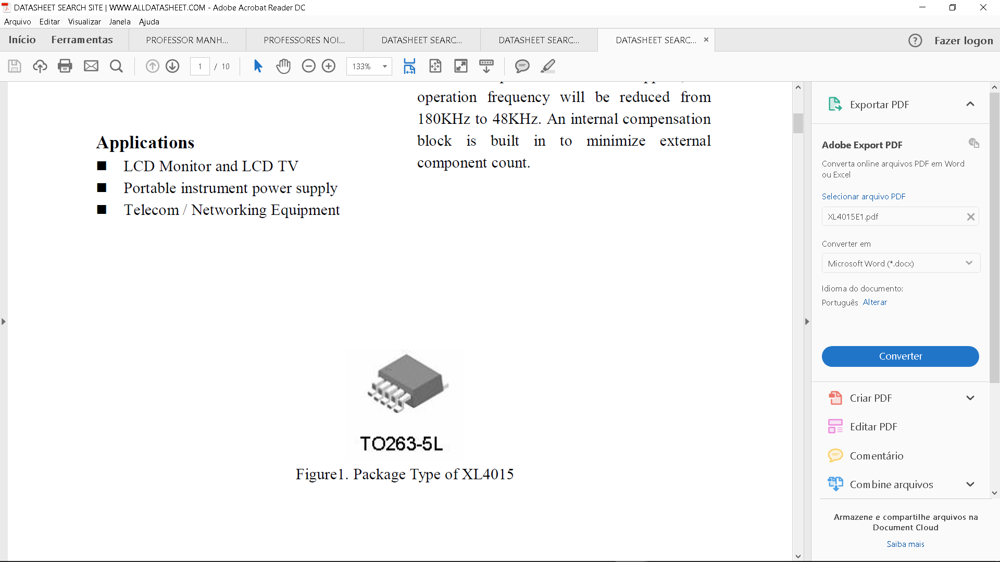 DATASHEET SEARCH SITE | WWW.ALLDATASHEET.COM - Adobe Acrobat Reader DC
Arquivo Editar Visualizar Janela Ajuda
Início Ferramentas PROFESSOR MANH... PROFESSORES NOI... DATASHEET SEARC... DATASHEET SEARC... DATASHEET SEARC... × ? Fazer logon
1 / 10 133%
operation frequency will be reduced from
180KHz to 48KHz. An internal compensation
block is built in to minimize external
component count.
Applications
LCD Monitor and LCD TV
Portable instrument power supply
Telecom / Networking Equipment
TO263-5L
Figure1. Package Type of XL4015
Exportar PDF
Adobe Export PDF
Converta online arquivos PDF em Word
ou Excel
Selecionar arquivo PDF
XL4015E1.pdf
Converter em
Microsoft Word (*.docx)
Idioma do documento:
Português Alterar
Converter
Criar PDF
Editar PDF
Comentário
Combine arquivos
Armazene e compartilhe arquivos na
Document Cloud
Saiba mais